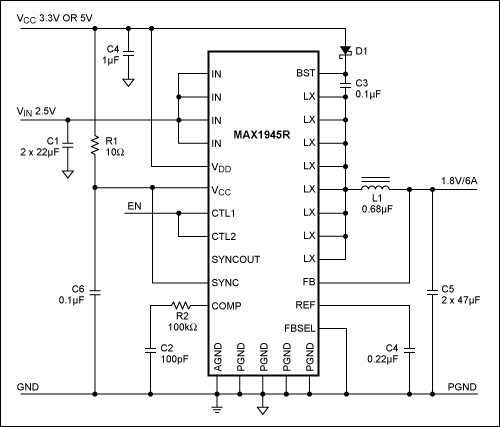 VCC 3.3V OR 5V
C4
1µF
D1
IN
BST
C3
0.1µF
IN
LX
VIN 2.5V
IN
LX
C1
2 x 22µF
R1
10Ω
MAX1945R
IN
LX
VDD
LX
VCC
LX
1.8V/6A
L1
0.68µF
EN
CTL1
LX
CTL2
LX
SYNCOUT
LX
C6
0.1µF
SYNC
FB
C5
2 x 47µF
COMP
REF
R2
100kΩ
FBSEL
C2
100pF
C4
0.22µF
AGND
PGND
PGND
PGND
PGND
GND
PGND